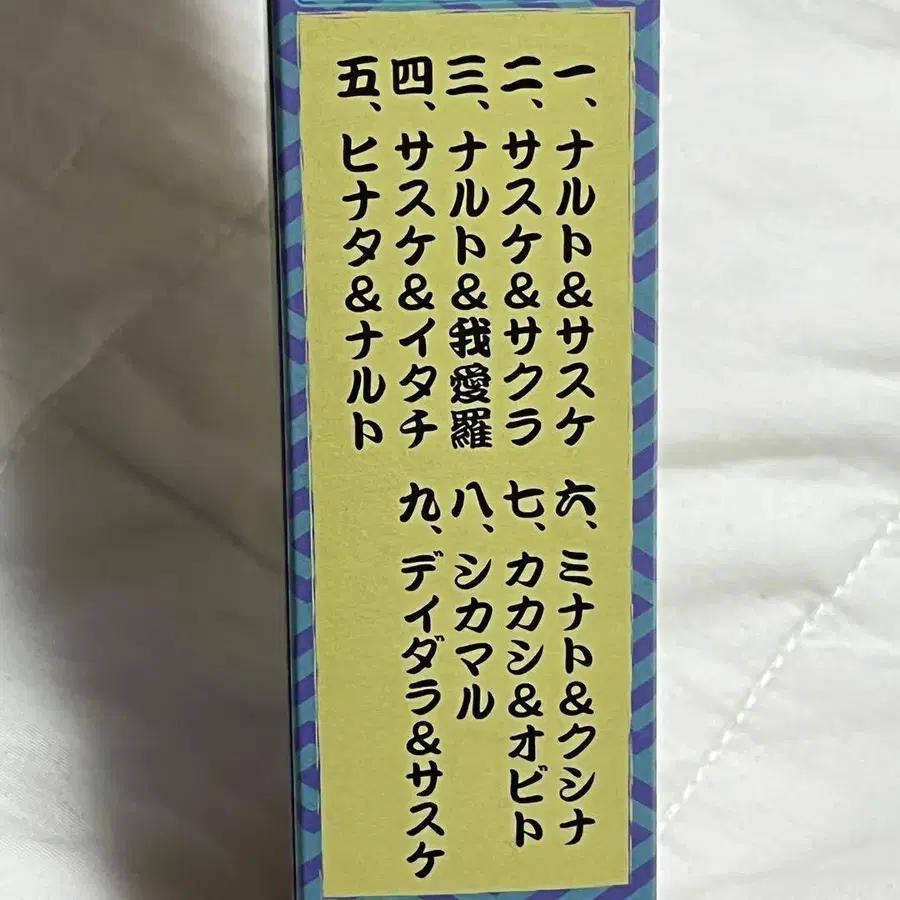 一、ナルト&サスケ
二、サスケ&サクラ
三、ナルト&我愛羅
四、サスケ&イタチ
五、ヒナタ&ナルト
六、ミナト&クシナ
七、カカシ&オビト
八、シカマル
九、デイダラ&サスケ